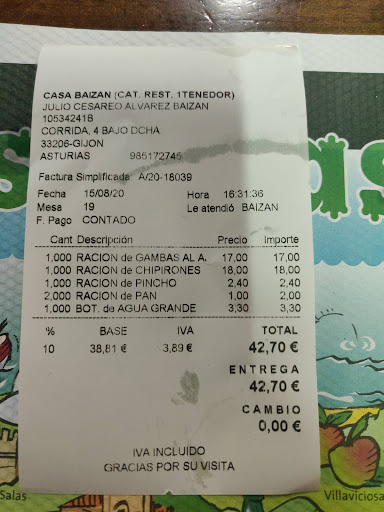 CASA BAIZAN (CAT. REST. 1TENEDOR)
JULIO CESAREO ALVAREZ BAIZAN
10534241B
CORRIDA, 4 BAJO DCHA
33206-GIJON
ASTURIAS 985172745
Factura Simplificada: A/20-18039
Fecha 15/08/20 Hora 16:31:36
Mesa 19 Le atendió BAIZAN
F. Pago CONTADO
Cant Descripción Precio Importe
1,000 RACION de GAMBAS AL A. 17,00 17,00
1,000 RACION de CHIPIRONES 18,00 18,00
1,000 RACION de PINCHO 2,40 2,40
2,000 RACION de PAN 1,00 2,00
1,000 BOT. de AGUA GRANDE 3,30 3,30
% BASE IVA TOTAL
10 38,81 € 3,89 € 42,70 €
ENTREGA
42,70 €
CAMBIO
0,00 €
IVA INCLUIDO
GRACIAS POR SU VISITA
Salas Villaviciosa